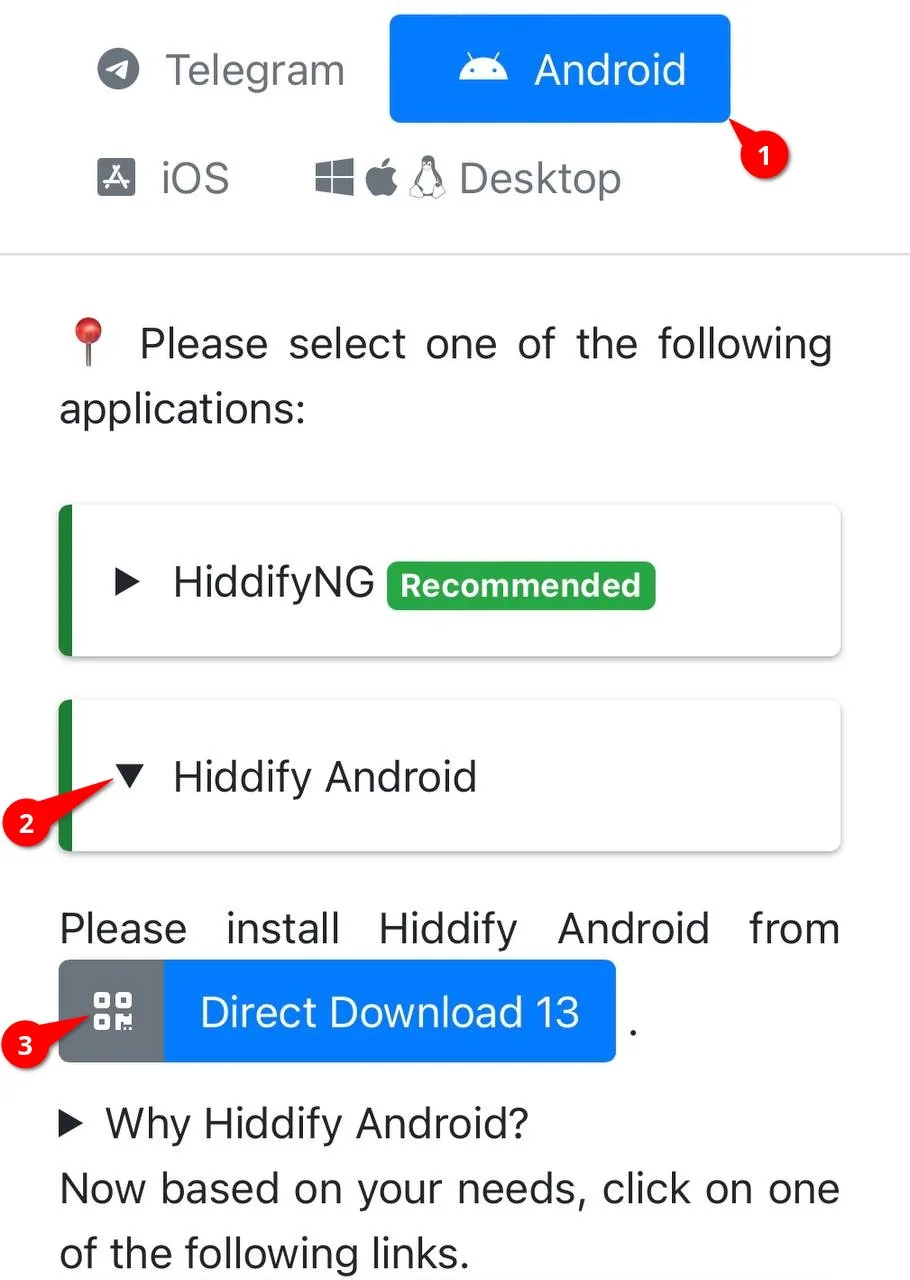 Telegram
Android
1
iOS
Desktop
Please select one of the following
applications:
HiddifyNG Recommended
Hiddify Android
2
Please install Hiddify Android from
Direct Download 13 .
3
Why Hiddify Android?
Now based on your needs, click on one
of the following links.